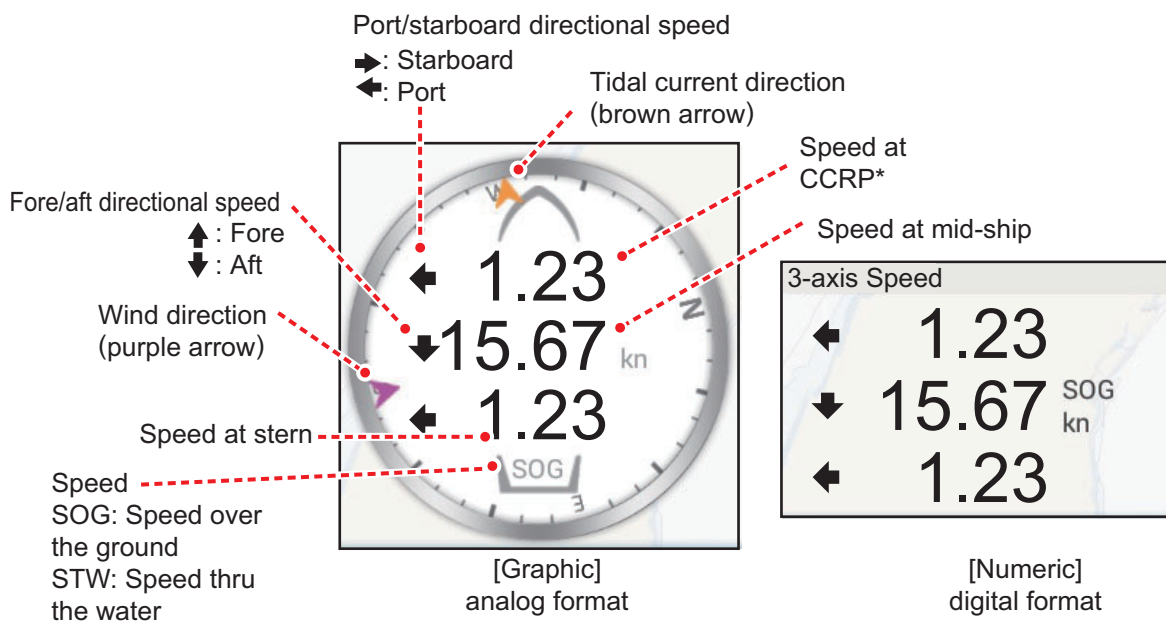 Port/starboard directional speed
➡: Starboard
⬅: Port
Tidal current direction
(brown arrow)
Speed at
CCRP*
Fore/aft directional speed
⬆ : Fore
⬇ : Aft
Speed at mid-ship
Wind direction
(purple arrow)
W
⬅ 1.23
N
⬇15.67 kn
⬅ 1.23
SOG
E
Speed at stern
Speed
SOG: Speed over
the ground
STW: Speed thru
the water
[Graphic]
analog format
3-axis Speed
⬅ 1.23
⬇ 15.67 SOG
kn
⬅ 1.23
[Numeric]
digital format